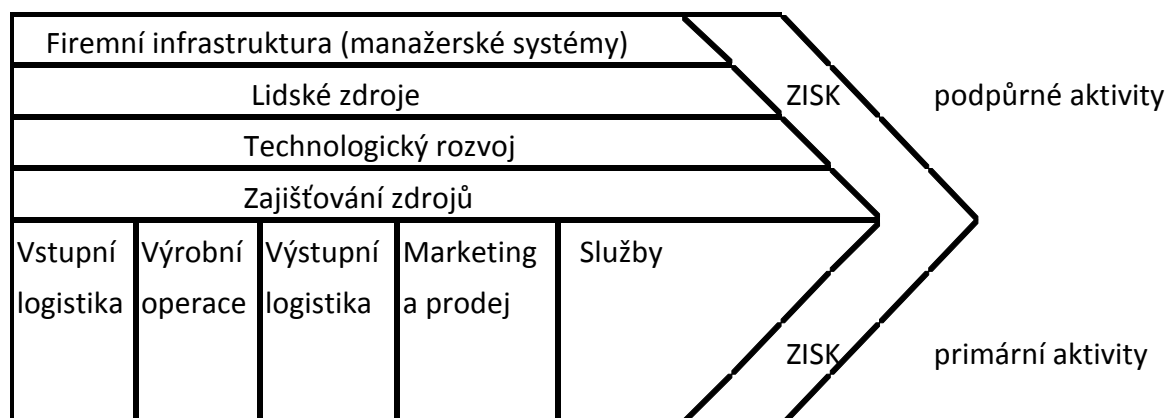 Firemní infrastruktura (manažerské systémy)
Lidské zdroje
ZISK
podpůrné aktivity
Technologický rozvoj
Zajišťování zdrojů
Vstupní
logistika
Výrobní
operace
Výstupní
logistika
Marketing
a prodej
Služby
ZISK
primární aktivity